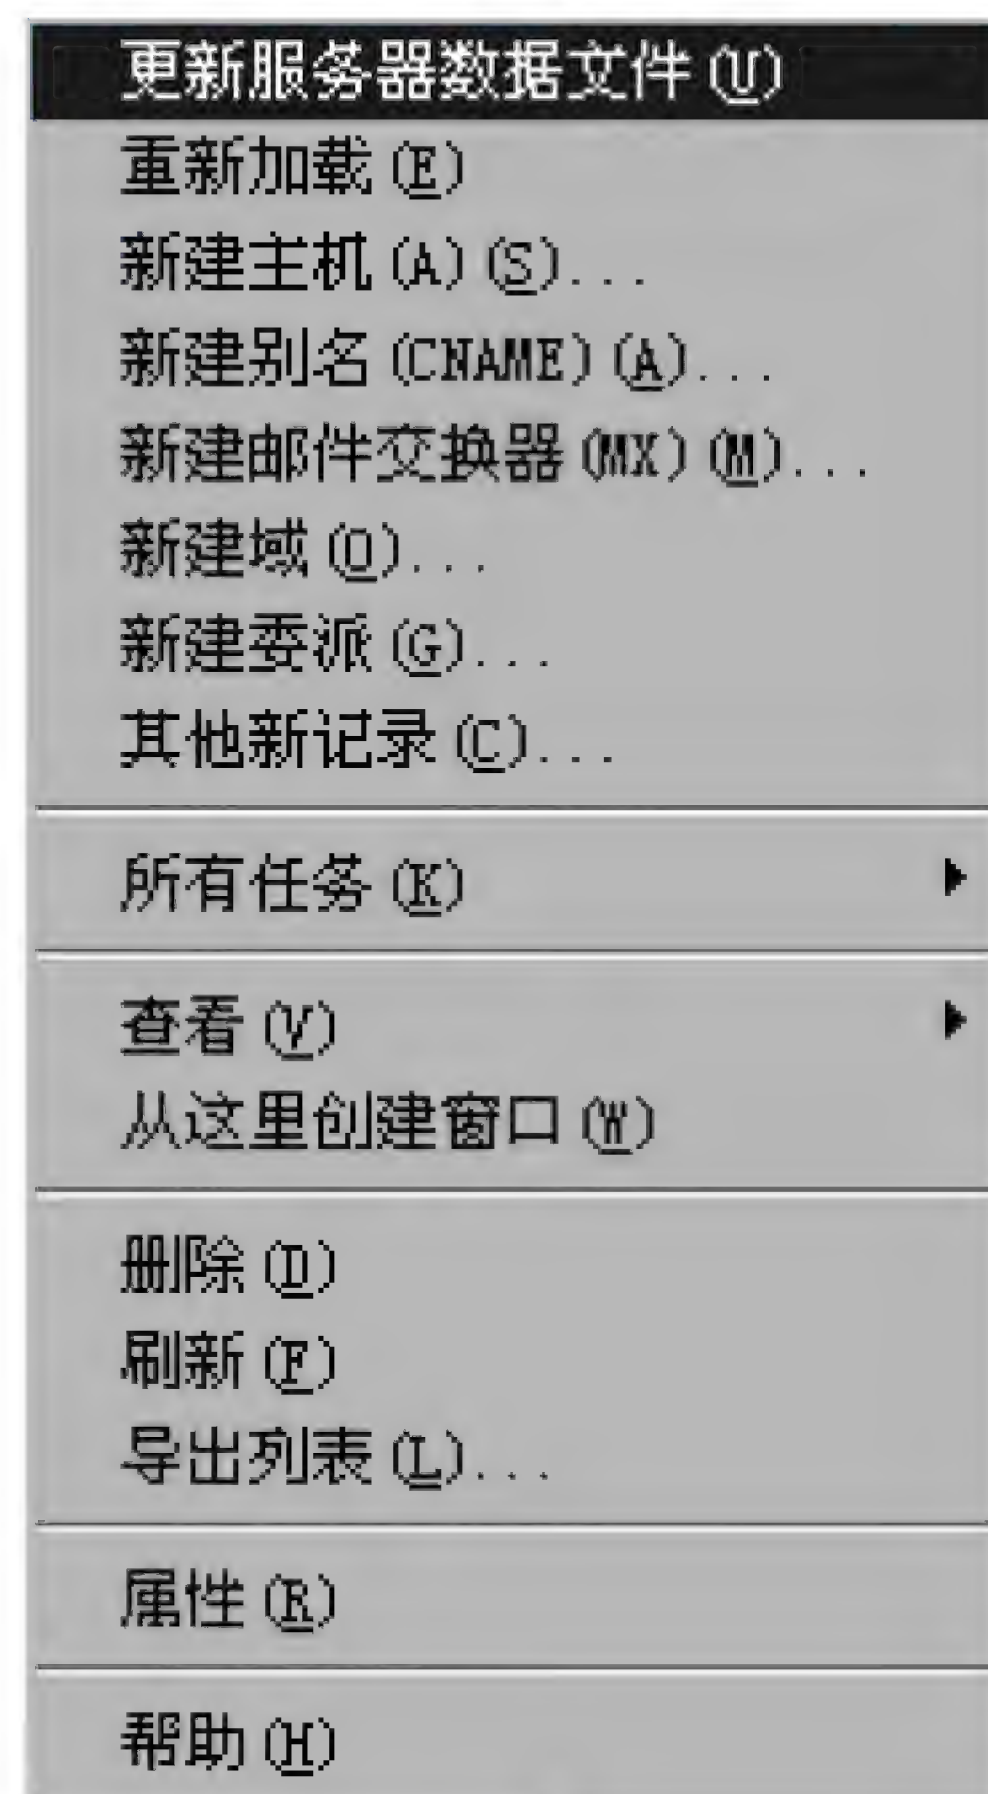 更新服务器数据文件(U)
重新加载(E)
新建主机(A)(S)...
新建别名(CNAME)(A)...
新建邮件交换器(MX)(M)...
新建域(O)...
新建委派(G)...
其他新记录(C)...
所有任务(K)
查看(V)
从这里创建窗口(W)
删除(D)
刷新(F)
导出列表(L)...
属性(R)
帮助(H)